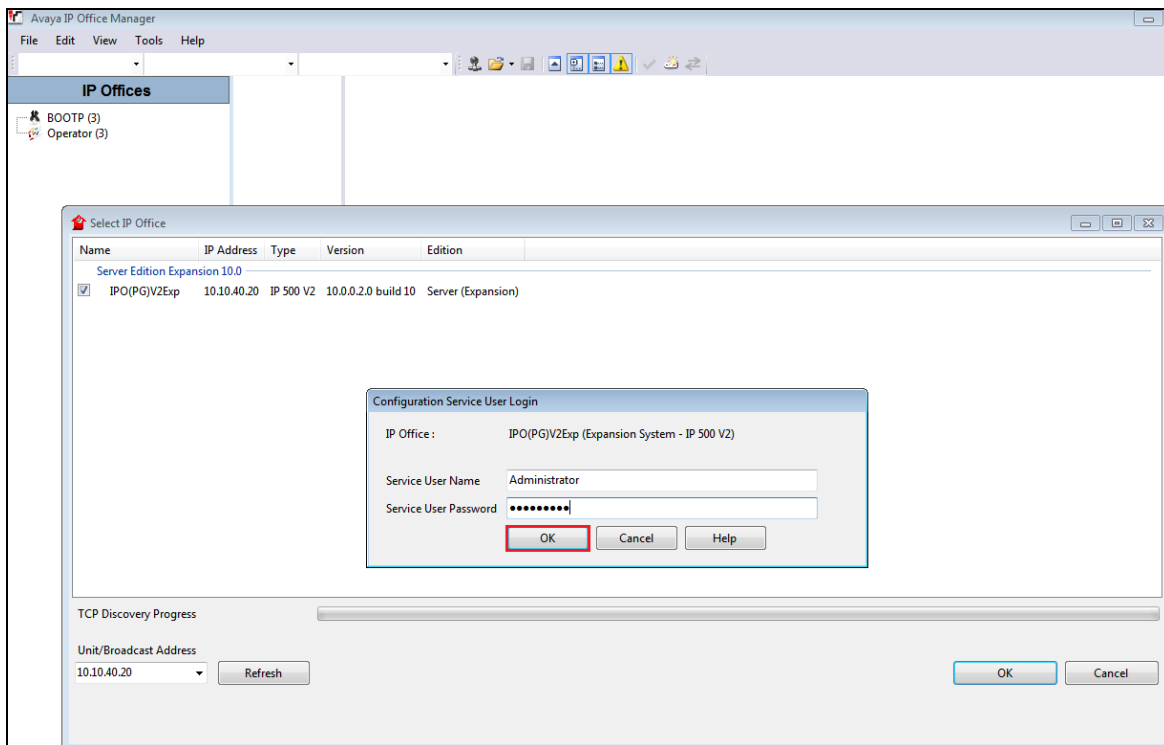 Avaya IP Office Manager
File Edit View Tools Help
IP Offices
BOOTP (3)
Operator (3)
Select IP Office
Name IP Address Type Version Edition
Server Edition Expansion 10.0
IPO(PG)V2Exp 10.10.40.20 IP 500 V2 10.0.0.2.0 build 10 Server (Expansion)
Configuration Service User Login
IP Office : IPO(PG)V2Exp (Expansion System - IP 500 V2)
Service User Name Administrator
Service User Password •••••••••
OK Cancel Help
TCP Discovery Progress
Unit/Broadcast Address
10.10.40.20 Refresh OK Cancel